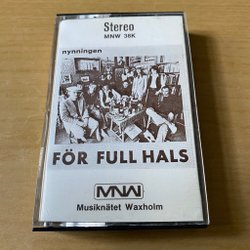 Stereo
MNW 38K
nynningen
FÖR FULL HALS
MNW
Musiknätet Waxholm